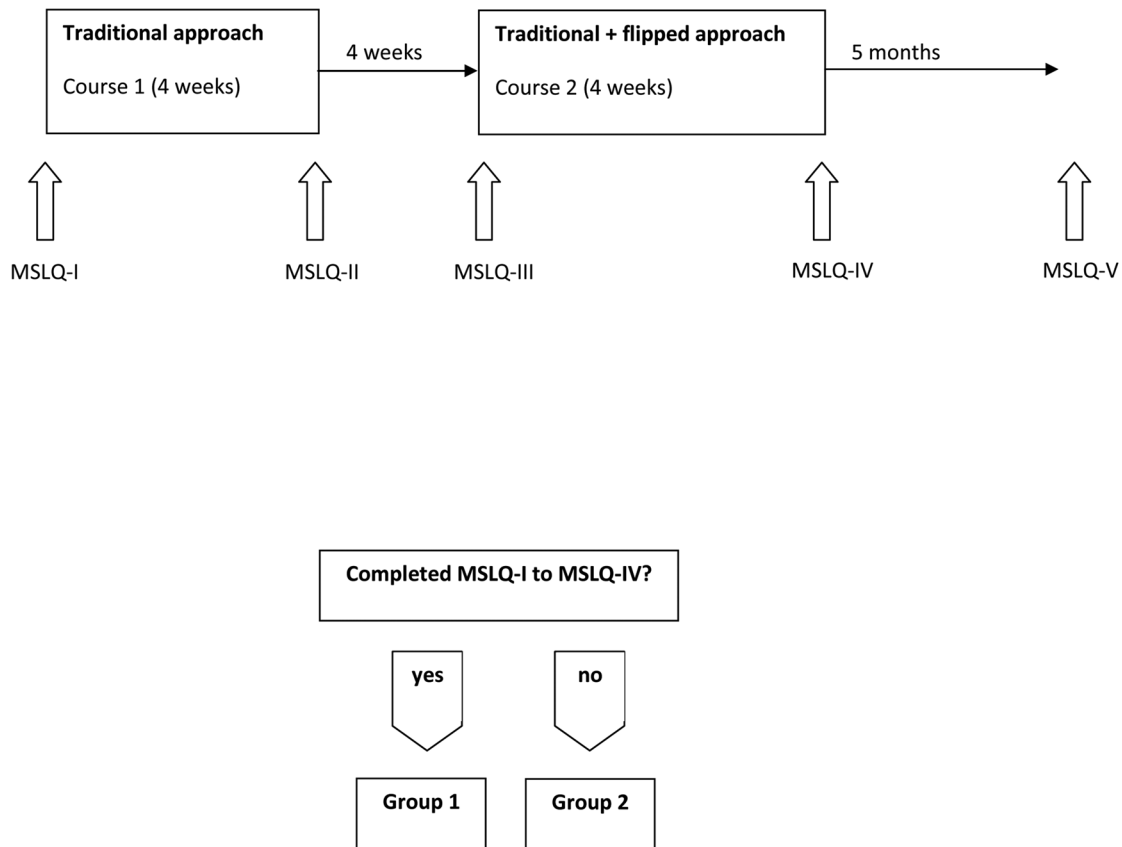 Traditional approach
Course 1 (4 weeks)
4 weeks
Traditional + flipped approach
Course 2 (4 weeks)
5 months
MSLQ-I
MSLQ-II
MSLQ-III
MSLQ-IV
MSLQ-V
Completed MSLQ-I to MSLQ-IV?
yes
no
Group 1
Group 2